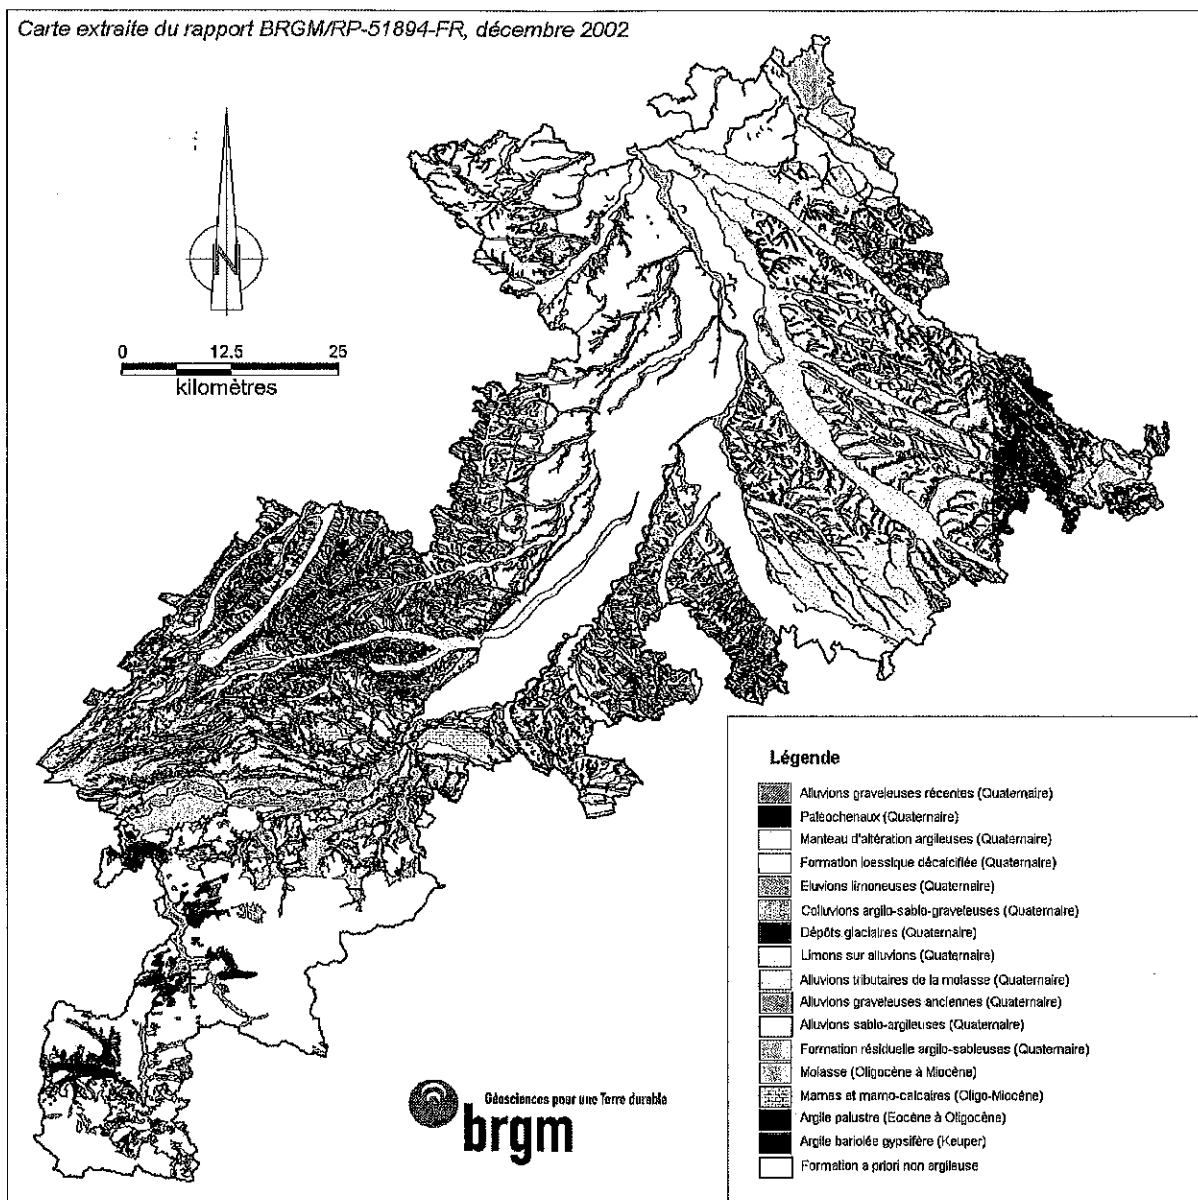 Carte extraite du rapport BRGM/RP-51894-FR, décembre 2002
N
0 12.5 25
kilomètres
Légende
Alluvions graveleuses récentes (Quaternaire)
Paléochenaux (Quaternaire)
Manteau d'altération argileuses (Quaternaire)
Formation loessique décalcifiée (Quaternaire)
Eluvions limoneuses (Quaternaire)
Colluvions argilo-sablo-graveleuses (Quaternaire)
Dépôts glaciaires (Quaternaire)
Limons sur alluvions (Quaternaire)
Alluvions tributaires de la molasse (Quaternaire)
Alluvions graveleuses anciennes (Quaternaire)
Alluvions sablo-argileuses (Quaternaire)
Formation résiduelle argilo-sableuses (Quaternaire)
Molasse (Oligocène à Miocène)
Marnes et marno-calcaires (Oligo-Miocène)
Argile palustre (Eocène à Oligocène)
Argile bariolée gypsifère (Keuper)
Formation a priori non argileuse
Géosciences pour une Terre durable
brgm